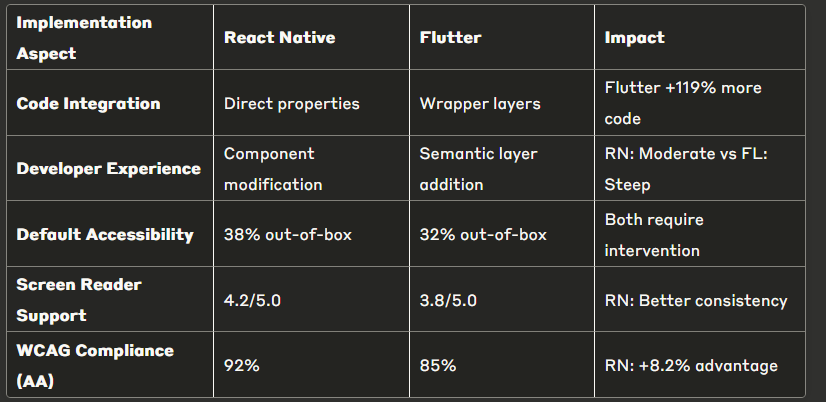 Implementation
Aspect
React Native
Flutter
Impact
Code Integration
Direct properties
Wrapper layers
Flutter +119% more
code
Developer Experience
Component
modification
Semantic layer
addition
RN: Moderate vs FL:
Steep
Default Accessibility
38% out-of-box
32% out-of-box
Both require
intervention
Screen Reader
Support
4.2/5.0
3.8/5.0
RN: Better consistency
WCAG Compliance
(AA)
92%
85%
RN: +8.2% advantage